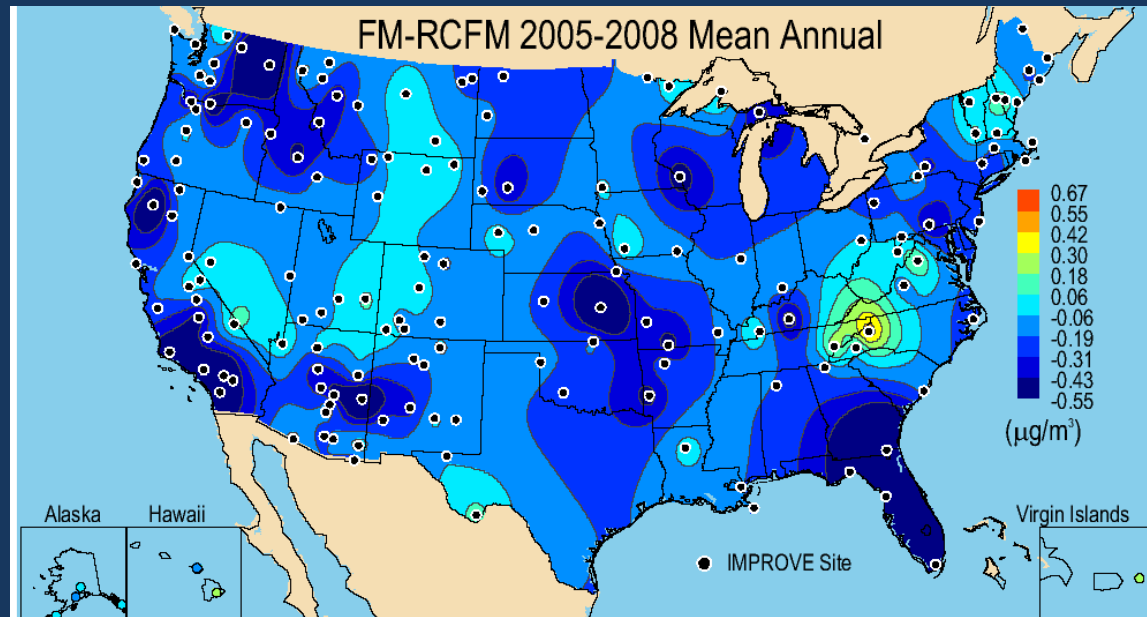 FM-RCFM 2005-2008 Mean Annual
0.67
0.55
0.42
0.30
0.18
0.06
-0.06
-0.19
-0.31
-0.43
-0.55
(µg/m³)
Alaska
Hawaii
Virgin Islands
IMPROVE Site